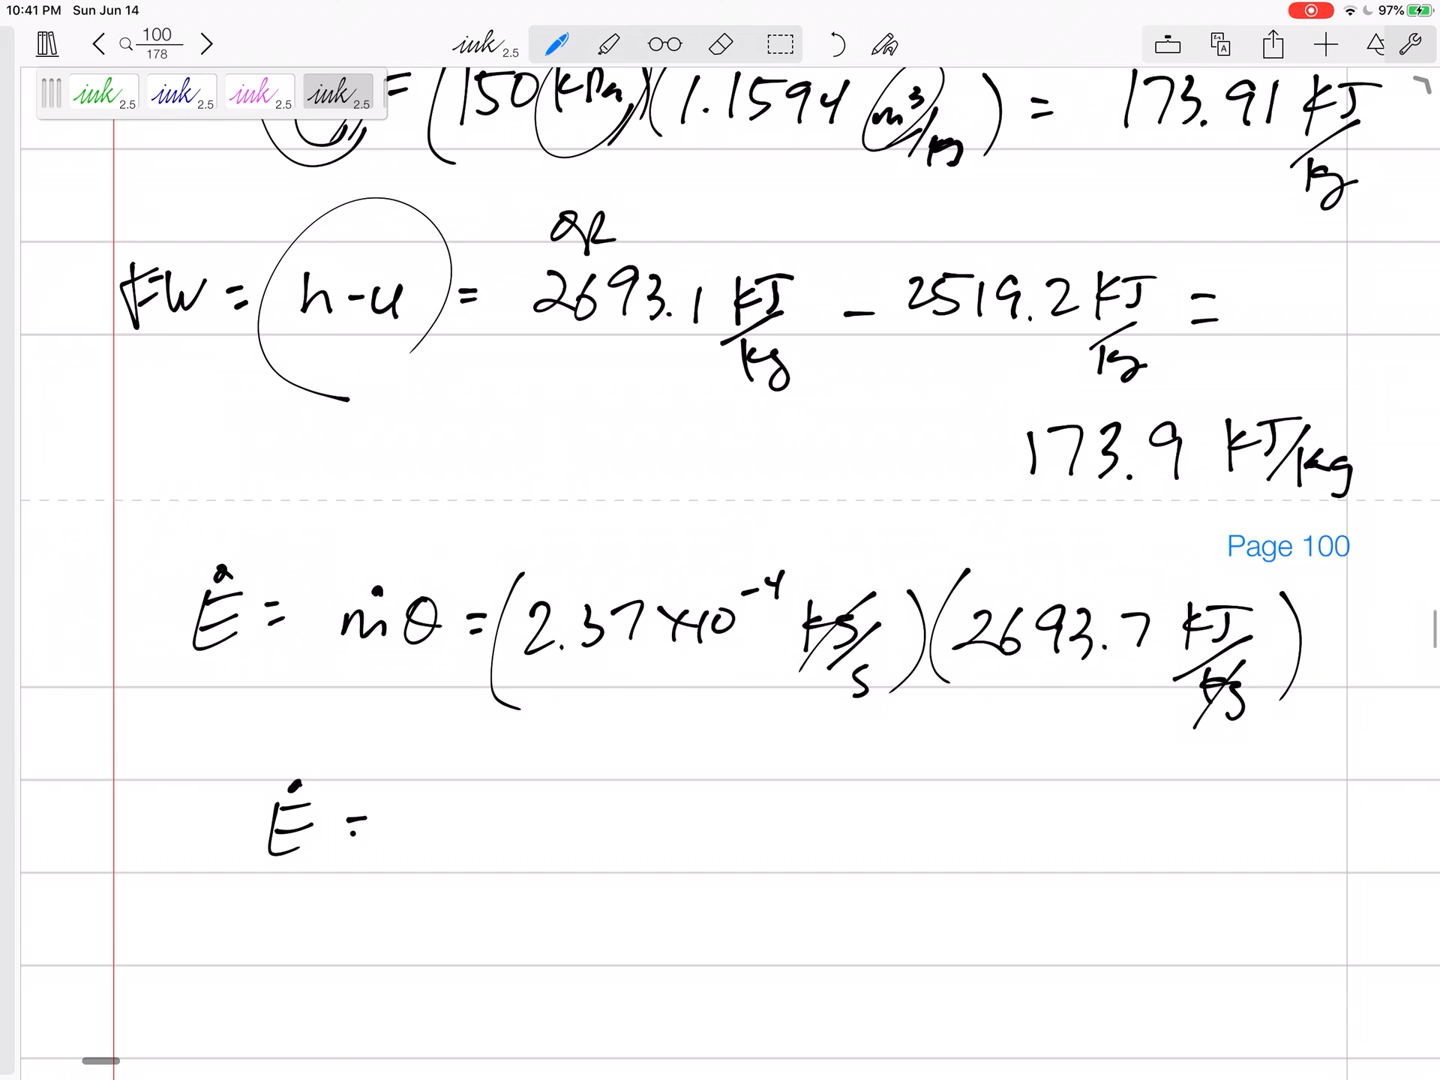 10:41 PM Sun Jun 14 97%
100
178
ink 2.5
ink 2.5 ink 2.5 ink 2.5 ink 2.5
= (150 kPa)(1.1594 m³/kg) = 173.91 kJ/kg
or
FW = h-u = 2693.1 kJ/kg - 2519.2 kJ/kg =
173.9 kJ/kg
Page 100
Ė = ṁθ = (2.37×10⁻⁴ kg/s)(2693.7 kJ/kg)
Ė =